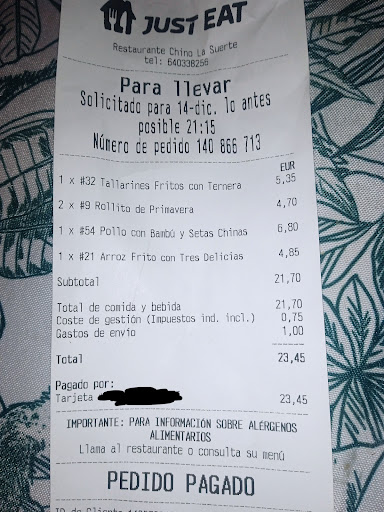 JUST EAT
Restaurante Chino La Suerte
tel: 640338256
Para llevar
Solicitado para 14-dic. lo antes
posible 21:15
Número de pedido 140 666 713
EUR
1 x #32 Tallarines Fritos con Ternera 5,35
2 x #9 Rollito de Primavera 4,70
1 x #54 Pollo con Bambú y Setas Chinas 6,80
1 x #21 Arroz Frito con Tres Delicias 4,85
Subtotal 21,70
Total de comida y bebida 21,70
Coste de gestión (Impuestos ind. incl.) 0,75
Gastos de envío 1,00
Total 23,45
Pagado por:
Tarjeta 23,45
IMPORTANTE: PARA INFORMACIÓN SOBRE ALÉRGENOS
ALIMENTARIOS
Llama al restaurante o consulta su menú
PEDIDO PAGADO